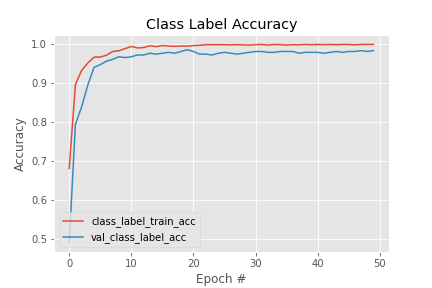 Class Label Accuracy
1.0
0.9
0.8
0.7
0.6
0.5
Accuracy
class_label_train_acc
val_class_label_acc
0 10 20 30 40 50
Epoch #